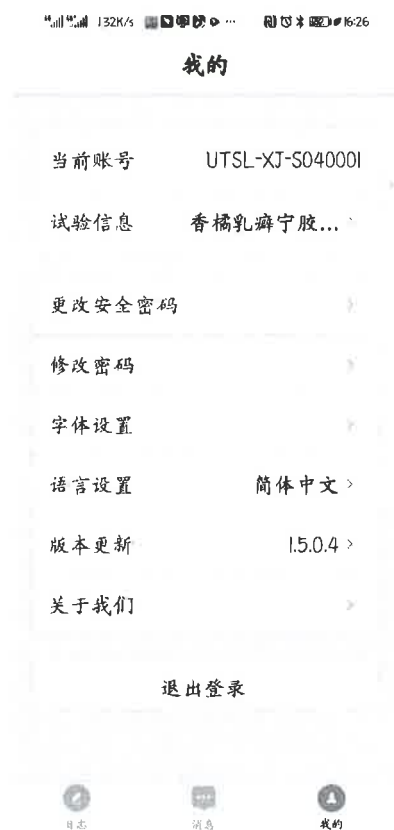 132K/s ... 16:26
我的
当前账号 UTSL-XJ-S040001
试验信息 香橘乳癖宁胶...
更改安全密码
修改密码
字体设置
语言设置 简体中文 >
版本更新 1.5.0.4 >
关于我们
退出登录
日志 消息 我的